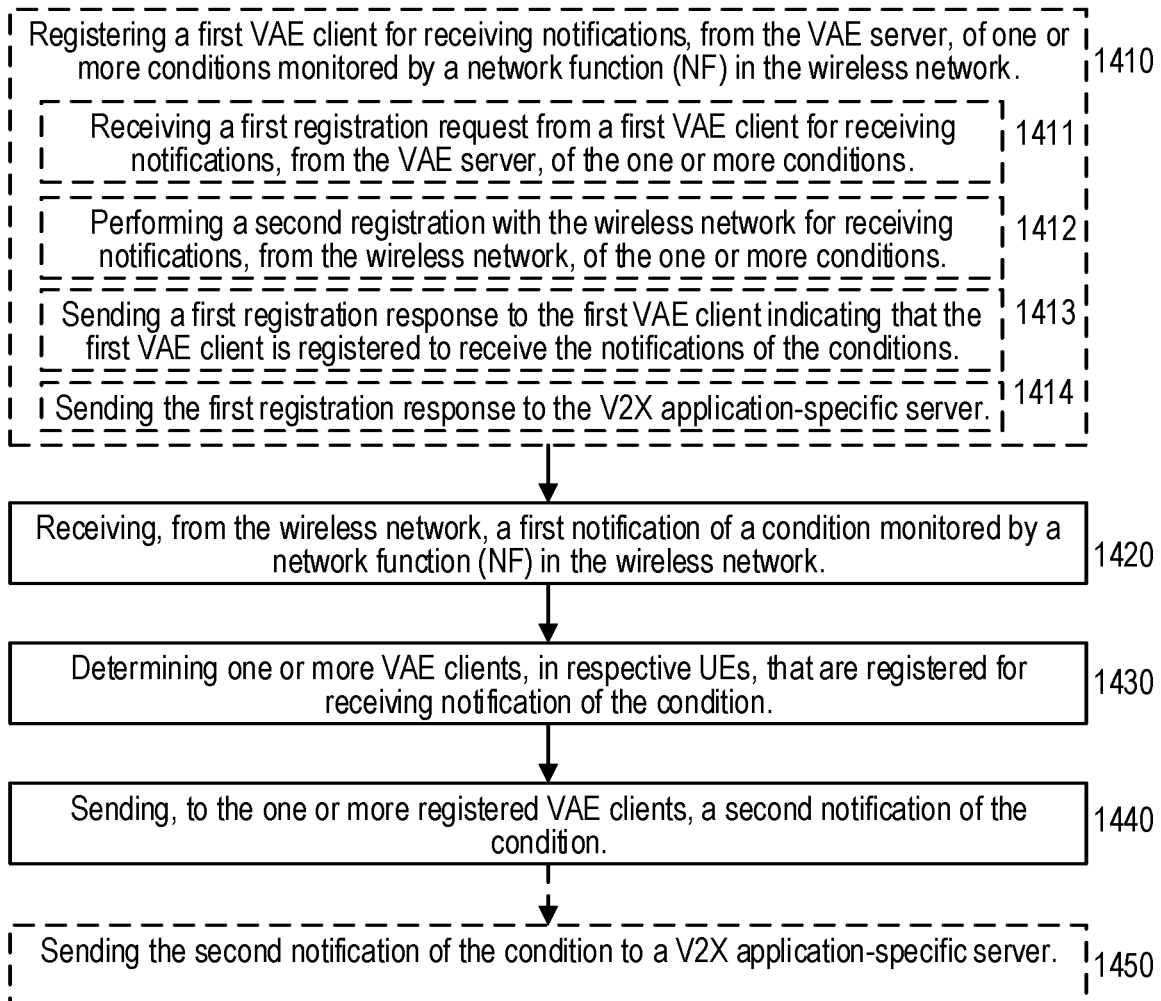 Registering a first VAE client for receiving notifications, from the VAE server, of one or
more conditions monitored by a network function (NF) in the wireless network.
1410
Receiving a first registration request from a first VAE client for receiving
notifications, from the VAE server, of the one or more conditions.
1411
Performing a second registration with the wireless network for receiving
notifications, from the wireless network, of the one or more conditions.
1412
Sending a first registration response to the first VAE client indicating that the
first VAE client is registered to receive the notifications of the conditions.
1413
Sending the first registration response to the V2X application-specific server.
1414
Receiving, from the wireless network, a first notification of a condition monitored by a
network function (NF) in the wireless network.
1420
Determining one or more VAE clients, in respective UEs, that are registered for
receiving notification of the condition.
1430
Sending, to the one or more registered VAE clients, a second notification of the
condition.
1440
Sending the second notification of the condition to a V2X application-specific server.
1450